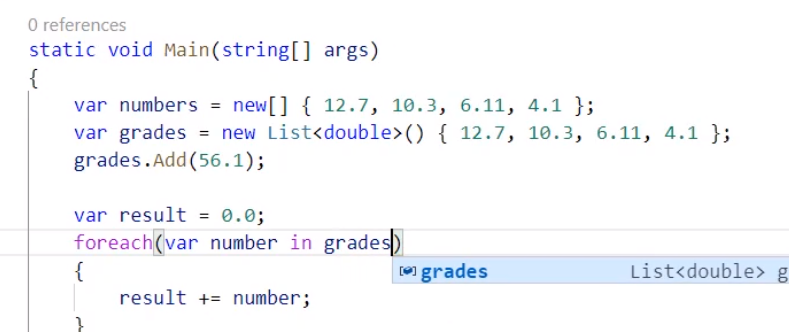 0 references
static void Main(string[] args)
{
var numbers = new[] { 12.7, 10.3, 6.11, 4.1 };
var grades = new List<double>() { 12.7, 10.3, 6.11, 4.1 };
grades.Add(56.1);
var result = 0.0;
foreach(var number in grades)
{
grades List<double> g
result += number;
}